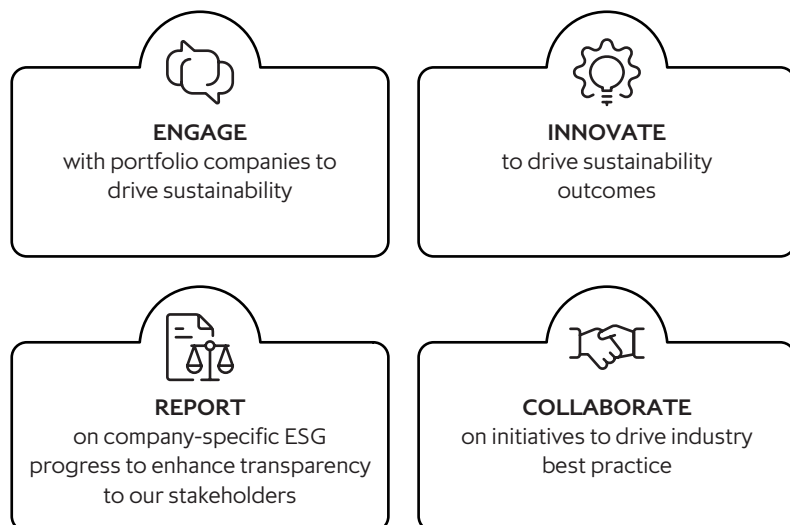 ENGAGE
with portfolio companies to
drive sustainability
INNOVATE
to drive sustainability
outcomes
REPORT
on company-specific ESG
progress to enhance transparency
to our stakeholders
COLLABORATE
on initiatives to drive industry
best practice